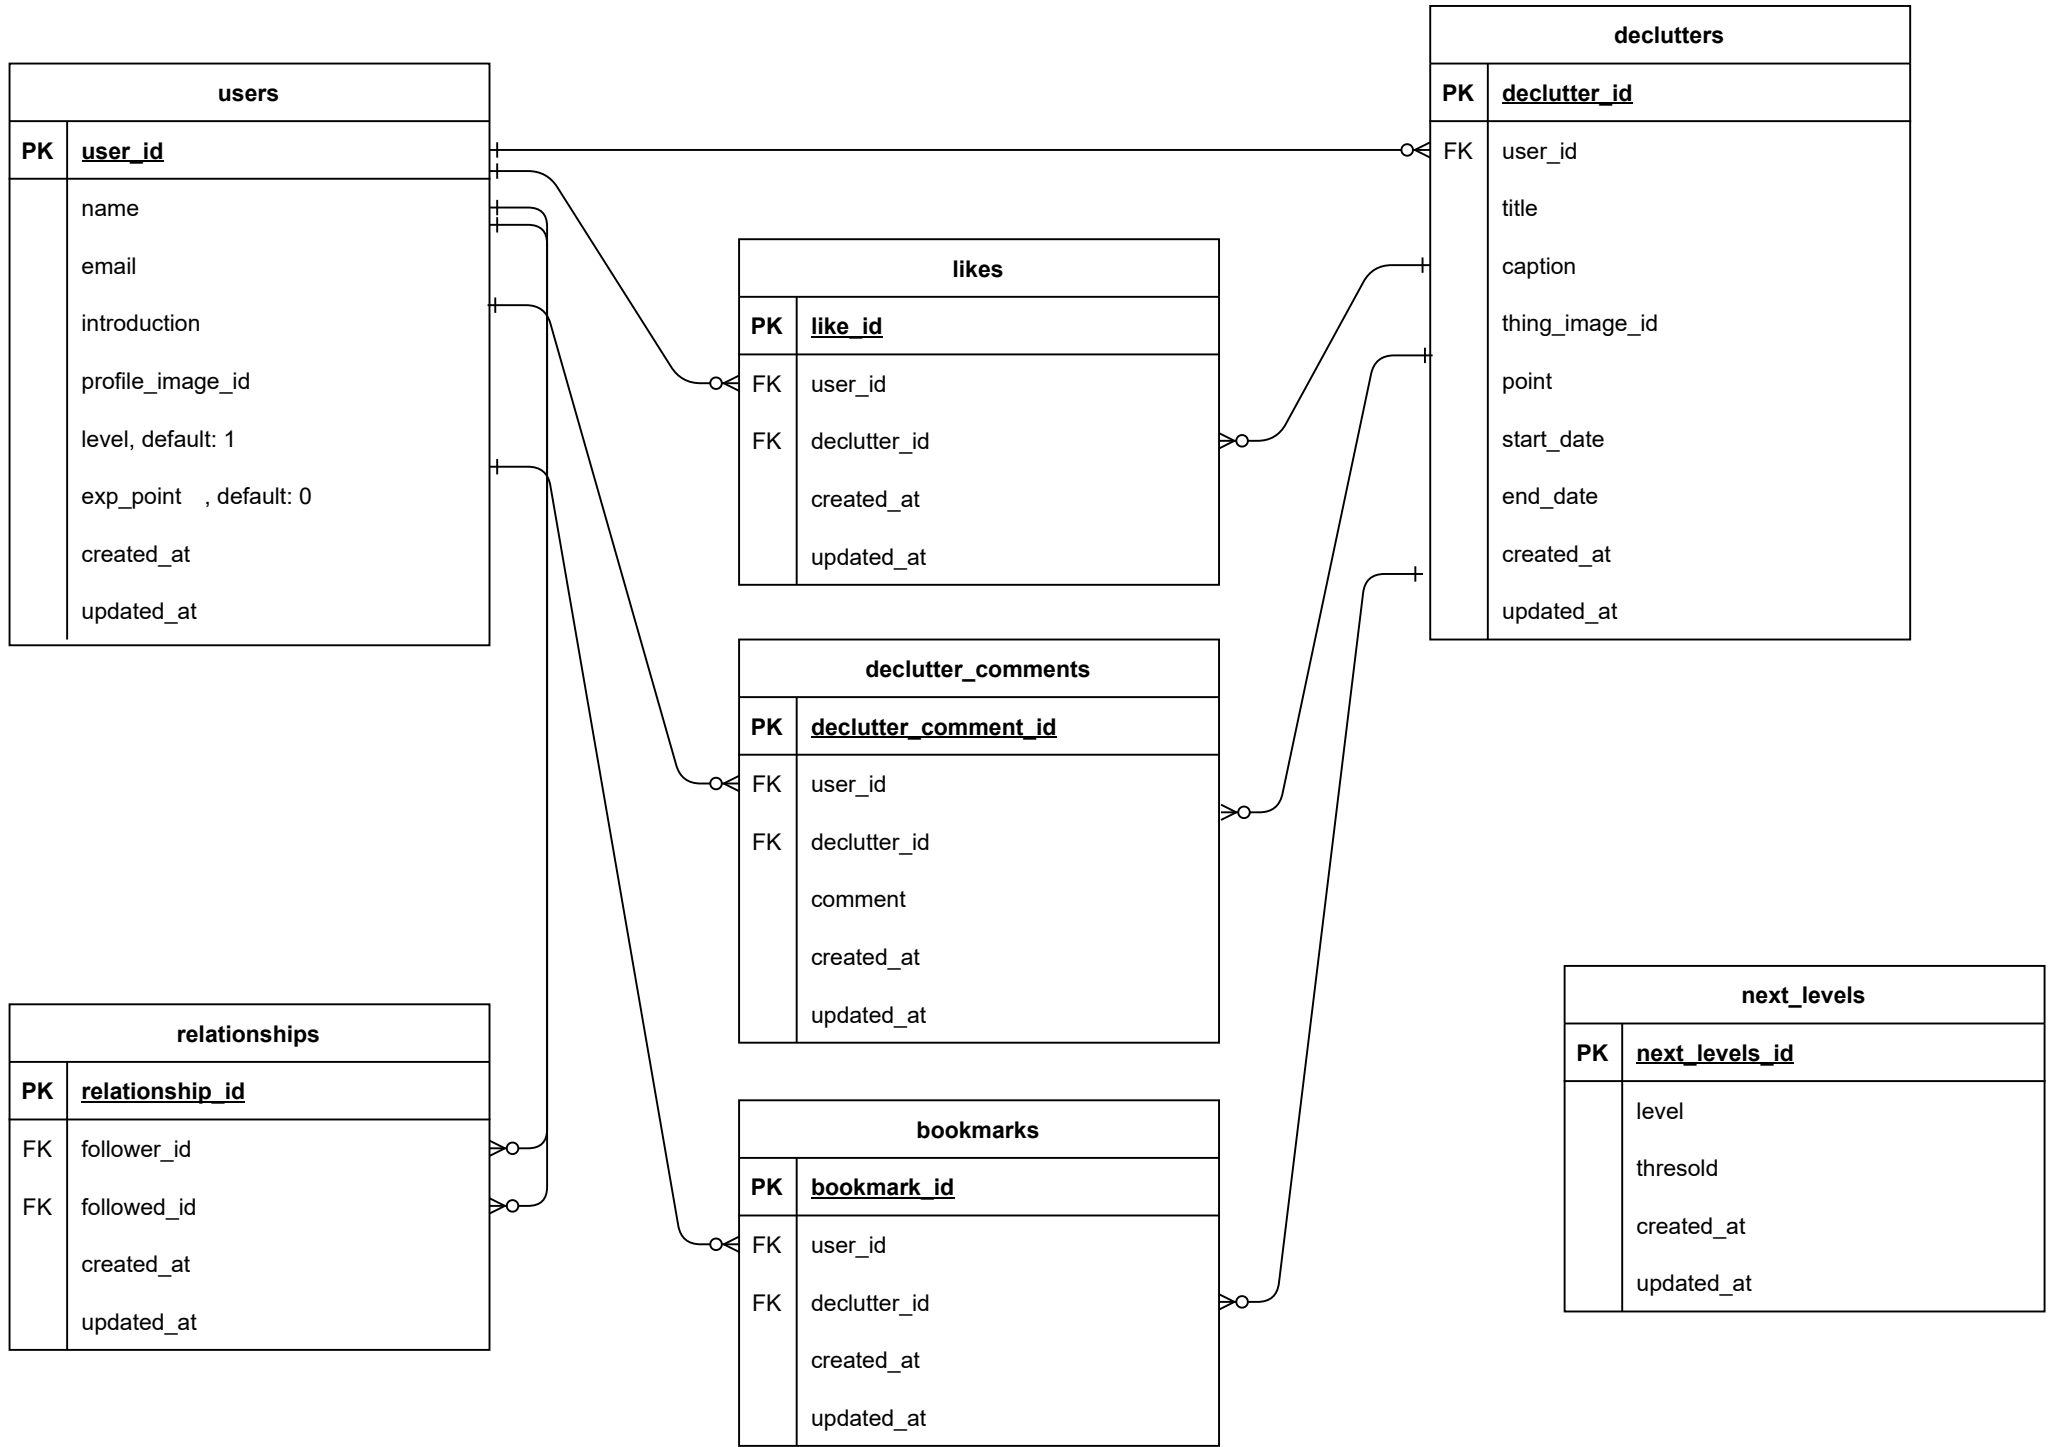 users
PK user_id
name
email
introduction
profile_image_id
level, default: 1
exp_point , default: 0
created_at
updated_at
declutters
PK declutter_id
FK user_id
title
caption
thing_image_id
point
start_date
end_date
created_at
updated_at
likes
PK like_id
FK user_id
FK declutter_id
created_at
updated_at
declutter_comments
PK declutter_comment_id
FK user_id
FK declutter_id
comment
created_at
updated_at
relationships
PK relationship_id
FK follower_id
FK followed_id
created_at
updated_at
bookmarks
PK bookmark_id
FK user_id
FK declutter_id
created_at
updated_at
next_levels
PK next_levels_id
level
thresold
created_at
updated_at